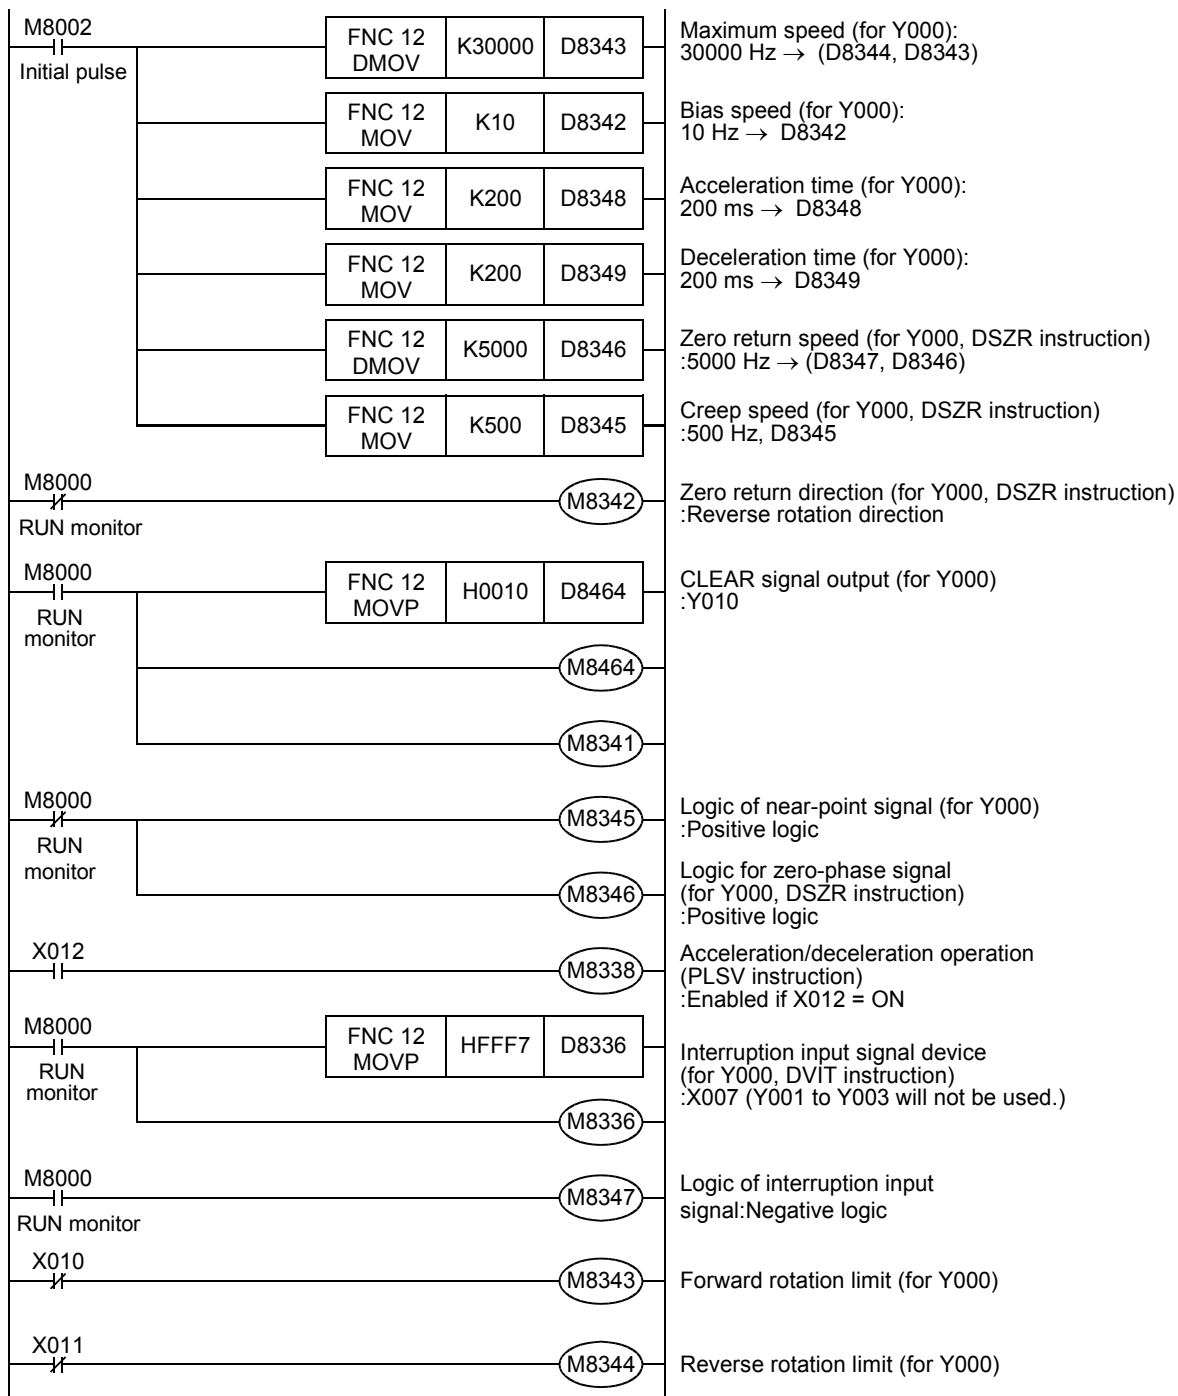 M8002
Initial pulse
FNC 12
DMOV
K30000
D8343
Maximum speed (for Y000):
30000 Hz → (D8344, D8343)
FNC 12
MOV
K10
D8342
Bias speed (for Y000):
10 Hz → D8342
FNC 12
MOV
K200
D8348
Acceleration time (for Y000):
200 ms → D8348
FNC 12
MOV
K200
D8349
Deceleration time (for Y000):
200 ms → D8349
FNC 12
DMOV
K5000
D8346
Zero return speed (for Y000, DSZR instruction)
:5000 Hz → (D8347, D8346)
FNC 12
MOV
K500
D8345
Creep speed (for Y000, DSZR instruction)
:500 Hz, D8345
M8000
RUN monitor
M8342
Zero return direction (for Y000, DSZR instruction)
:Reverse rotation direction
M8000
RUN
monitor
FNC 12
MOVP
H0010
D8464
CLEAR signal output (for Y000)
:Y010
M8464
M8341
M8000
RUN
monitor
M8345
Logic of near-point signal (for Y000)
:Positive logic
M8346
Logic for zero-phase signal
(for Y000, DSZR instruction)
:Positive logic
X012
M8338
Acceleration/deceleration operation
(PLSV instruction)
:Enabled if X012 = ON
M8000
RUN
monitor
FNC 12
MOVP
HFFF7
D8336
Interruption input signal device
(for Y000, DVIT instruction)
:X007 (Y001 to Y003 will not be used.)
M8336
M8000
RUN monitor
M8347
Logic of interruption input
signal:Negative logic
X010
M8343
Forward rotation limit (for Y000)
X011
M8344
Reverse rotation limit (for Y000)